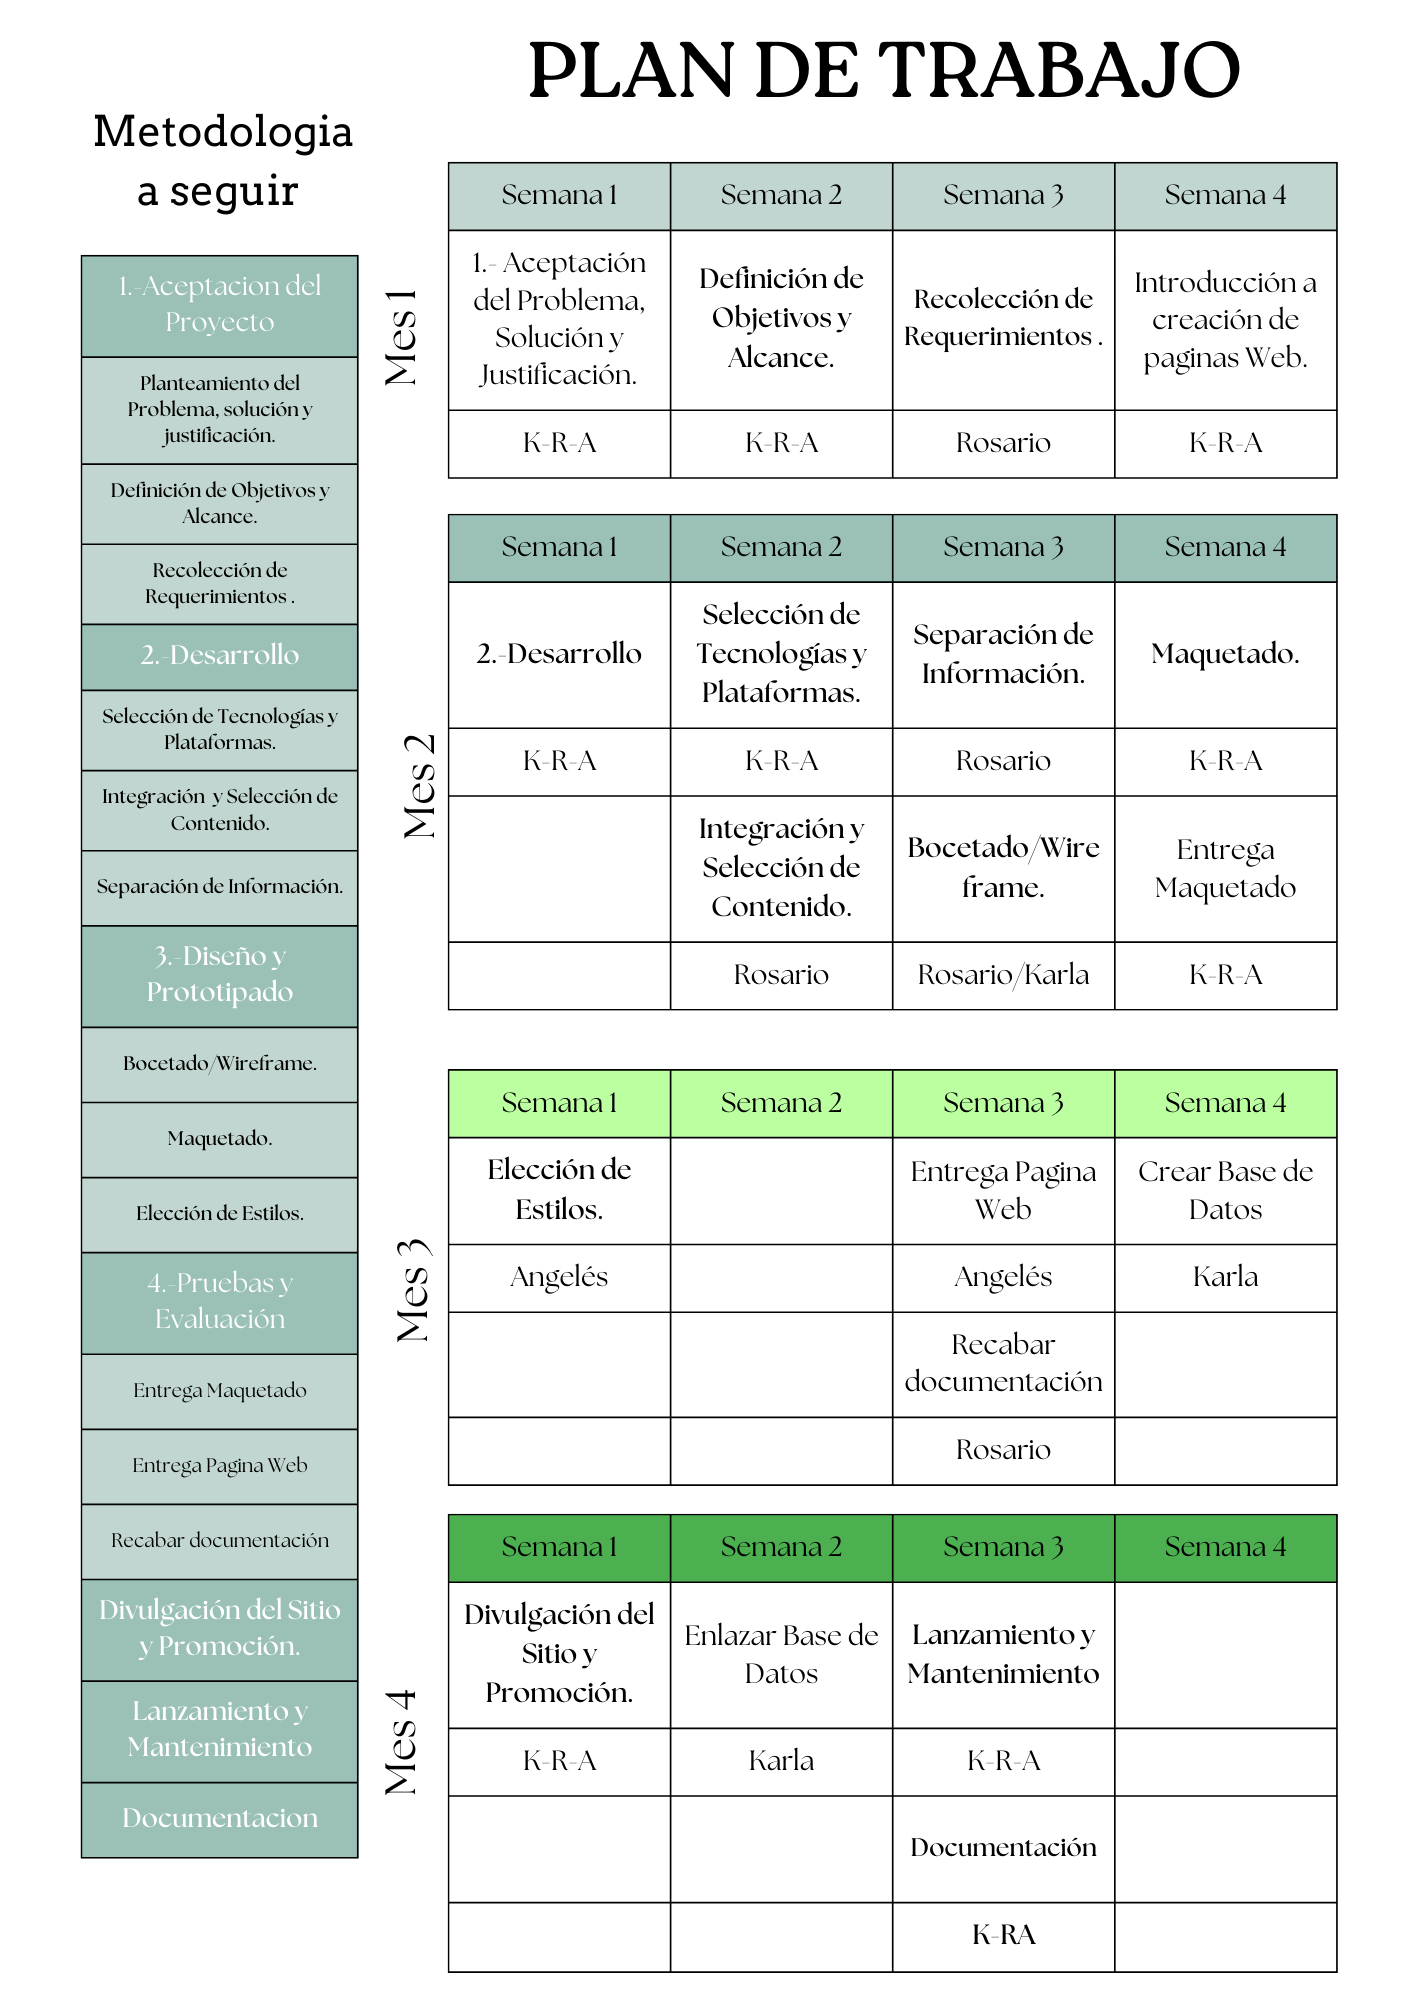 PLAN DE TRABAJO
Metodologia
a seguir
1.-Aceptacion del
Proyecto
Planteamiento del
Problema, solución y
justificación.
Definición de Objetivos y
Alcance.
Recolección de
Requerimientos .
2.-Desarrollo
Selección de Tecnologías y
Plataformas.
Integración y Selección de
Contenido.
Separación de Información.
3.-Diseño y
Prototipado
Bocetado/Wireframe.
Maquetado.
Elección de Estilos.
4.-Pruebas y
Evaluación
Entrega Maquetado
Entrega Pagina Web
Recabar documentación
Divulgación del Sitio
y Promoción.
Lanzamiento y
Mantenimiento
Documentacion
Mes 1
Semana 1
Semana 2
Semana 3
Semana 4
1.- Aceptación
del Problema,
Solución y
Justificación.
Definición de
Objetivos y
Alcance.
Recolección de
Requerimientos .
Introducción a
creación de
paginas Web.
K-R-A
K-R-A
Rosario
K-R-A
Mes 2
Semana 1
Semana 2
Semana 3
Semana 4
2.-Desarrollo
Selección de
Tecnologías y
Plataformas.
Separación de
Información.
Maquetado.
K-R-A
K-R-A
Rosario
K-R-A
Integración y
Selección de
Contenido.
Bocetado/Wire
frame.
Entrega
Maquetado
Rosario
Rosario/Karla
K-R-A
Mes 3
Semana 1
Semana 2
Semana 3
Semana 4
Elección de
Estilos.
Entrega Pagina
Web
Crear Base de
Datos
Angelés
Angelés
Karla
Recabar
documentación
Rosario
Mes 4
Semana 1
Semana 2
Semana 3
Semana 4
Divulgación del
Sitio y
Promoción.
Enlazar Base de
Datos
Lanzamiento y
Mantenimiento
K-R-A
Karla
K-R-A
Documentación
K-RA